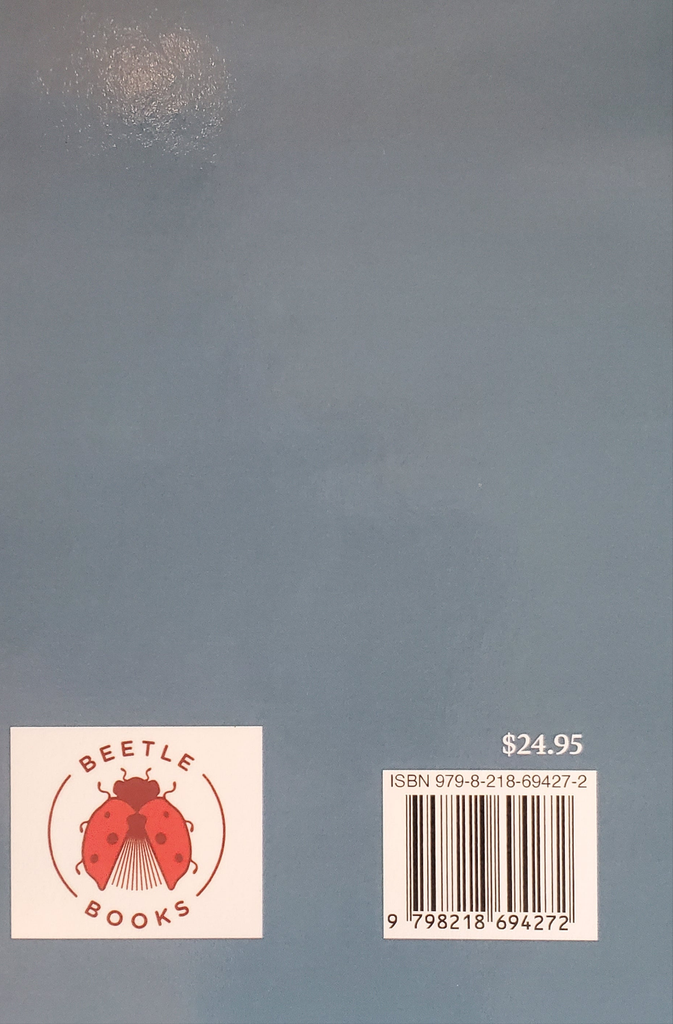 BEETLE
BOOKS
$24.95
ISBN 979-8-218-69427-2
9 798218 694272